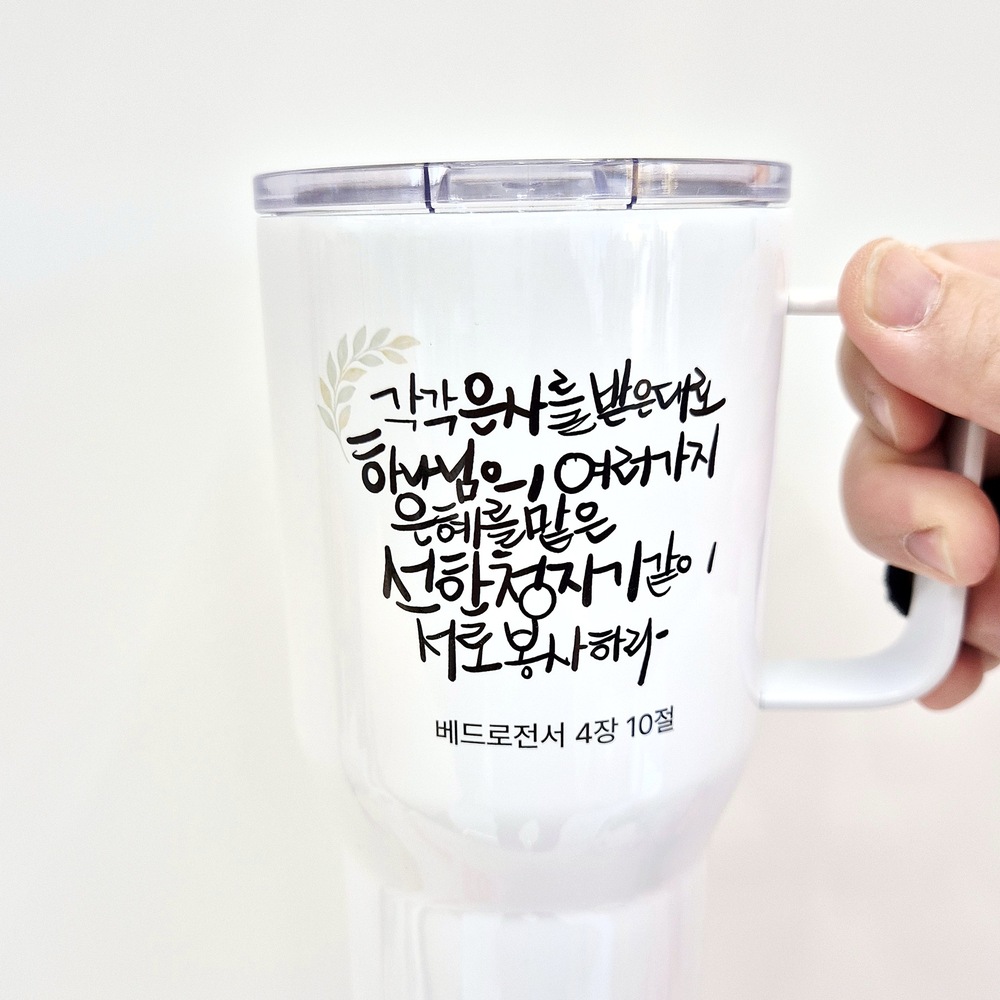 각각 은사를 받은대로
하나님의 여러가지
은혜를 맡은
선한 청지기 같이
서로 봉사하라
베드로전서 4장 10절